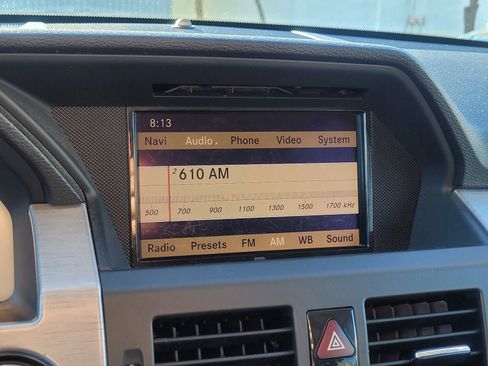 8:13
Navi Audio Phone Video System
2 610 AM
500 700 900 1100 1300 1500 1700 kHz
Radio Presets FM AM WB Sound